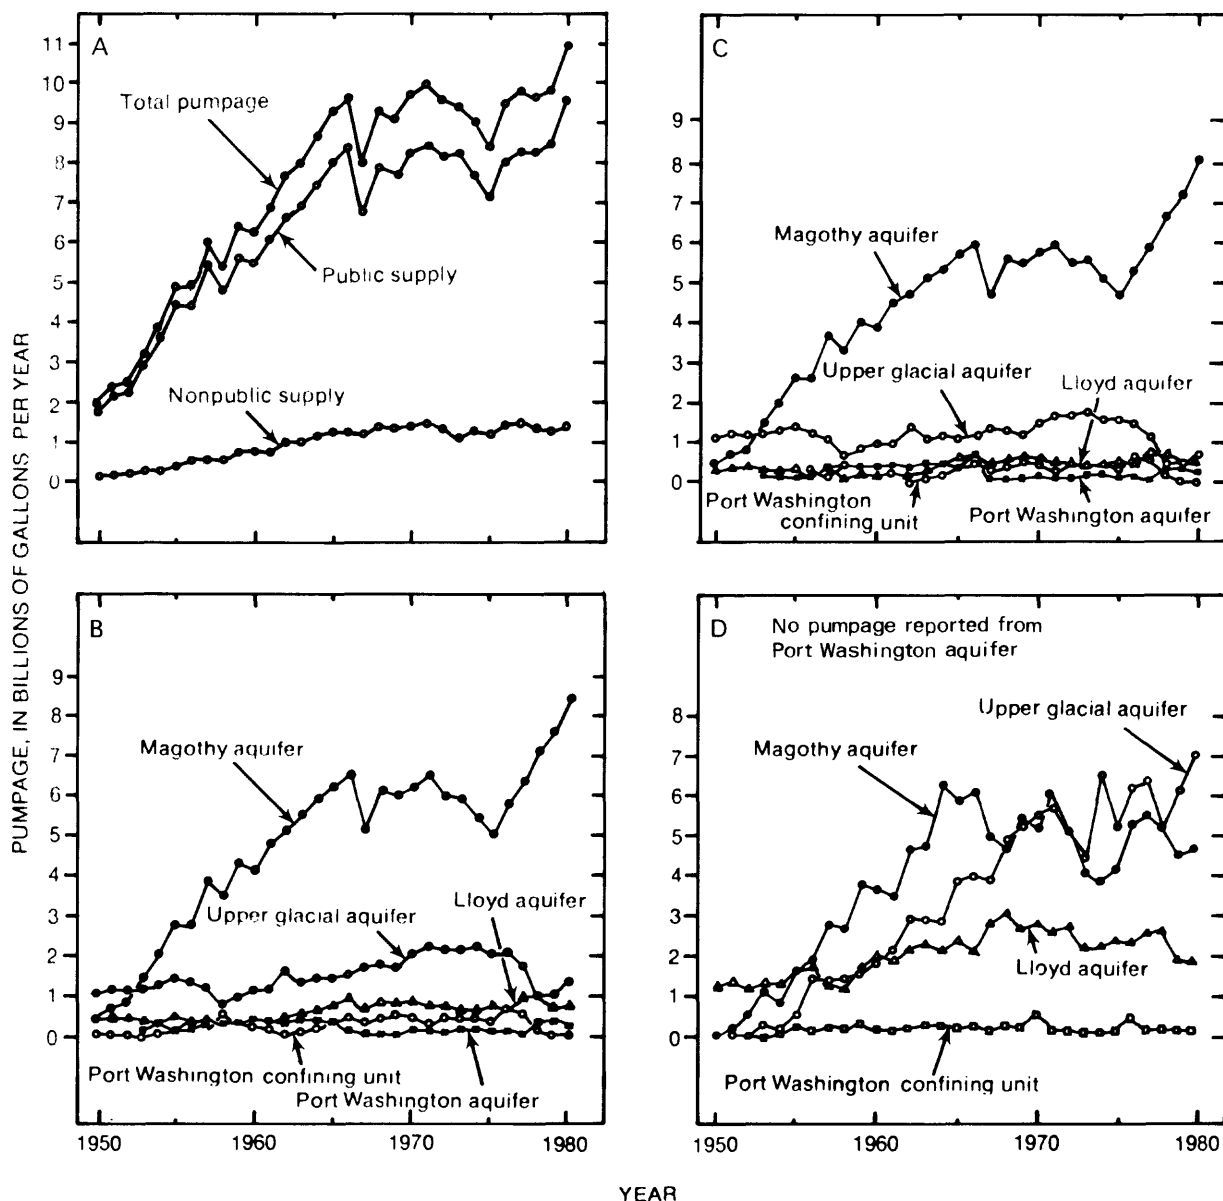 PUMPAGE, IN BILLIONS OF GALLONS PER YEAR
A
11
10
9
8
7
6
5
4
3
2
1
0
Total pumpage
Public supply
Nonpublic supply
C
9
8
7
6
5
4
3
2
1
0
Magothy aquifer
Upper glacial aquifer
Lloyd aquifer
Port Washington
confining unit
Port Washington aquifer
B
9
8
7
6
5
4
3
2
1
0
Magothy aquifer
Lloyd aquifer
Upper glacial aquifer
Port Washington confining unit
Port Washington aquifer
1950 1960 1970 1980
D
No pumpage reported from
Port Washington aquifer
9
8
7
6
5
4
3
2
1
0
Upper glacial aquifer
Magothy aquifer
Lloyd aquifer
Port Washington confining unit
1950 1960 1970 1980
YEAR